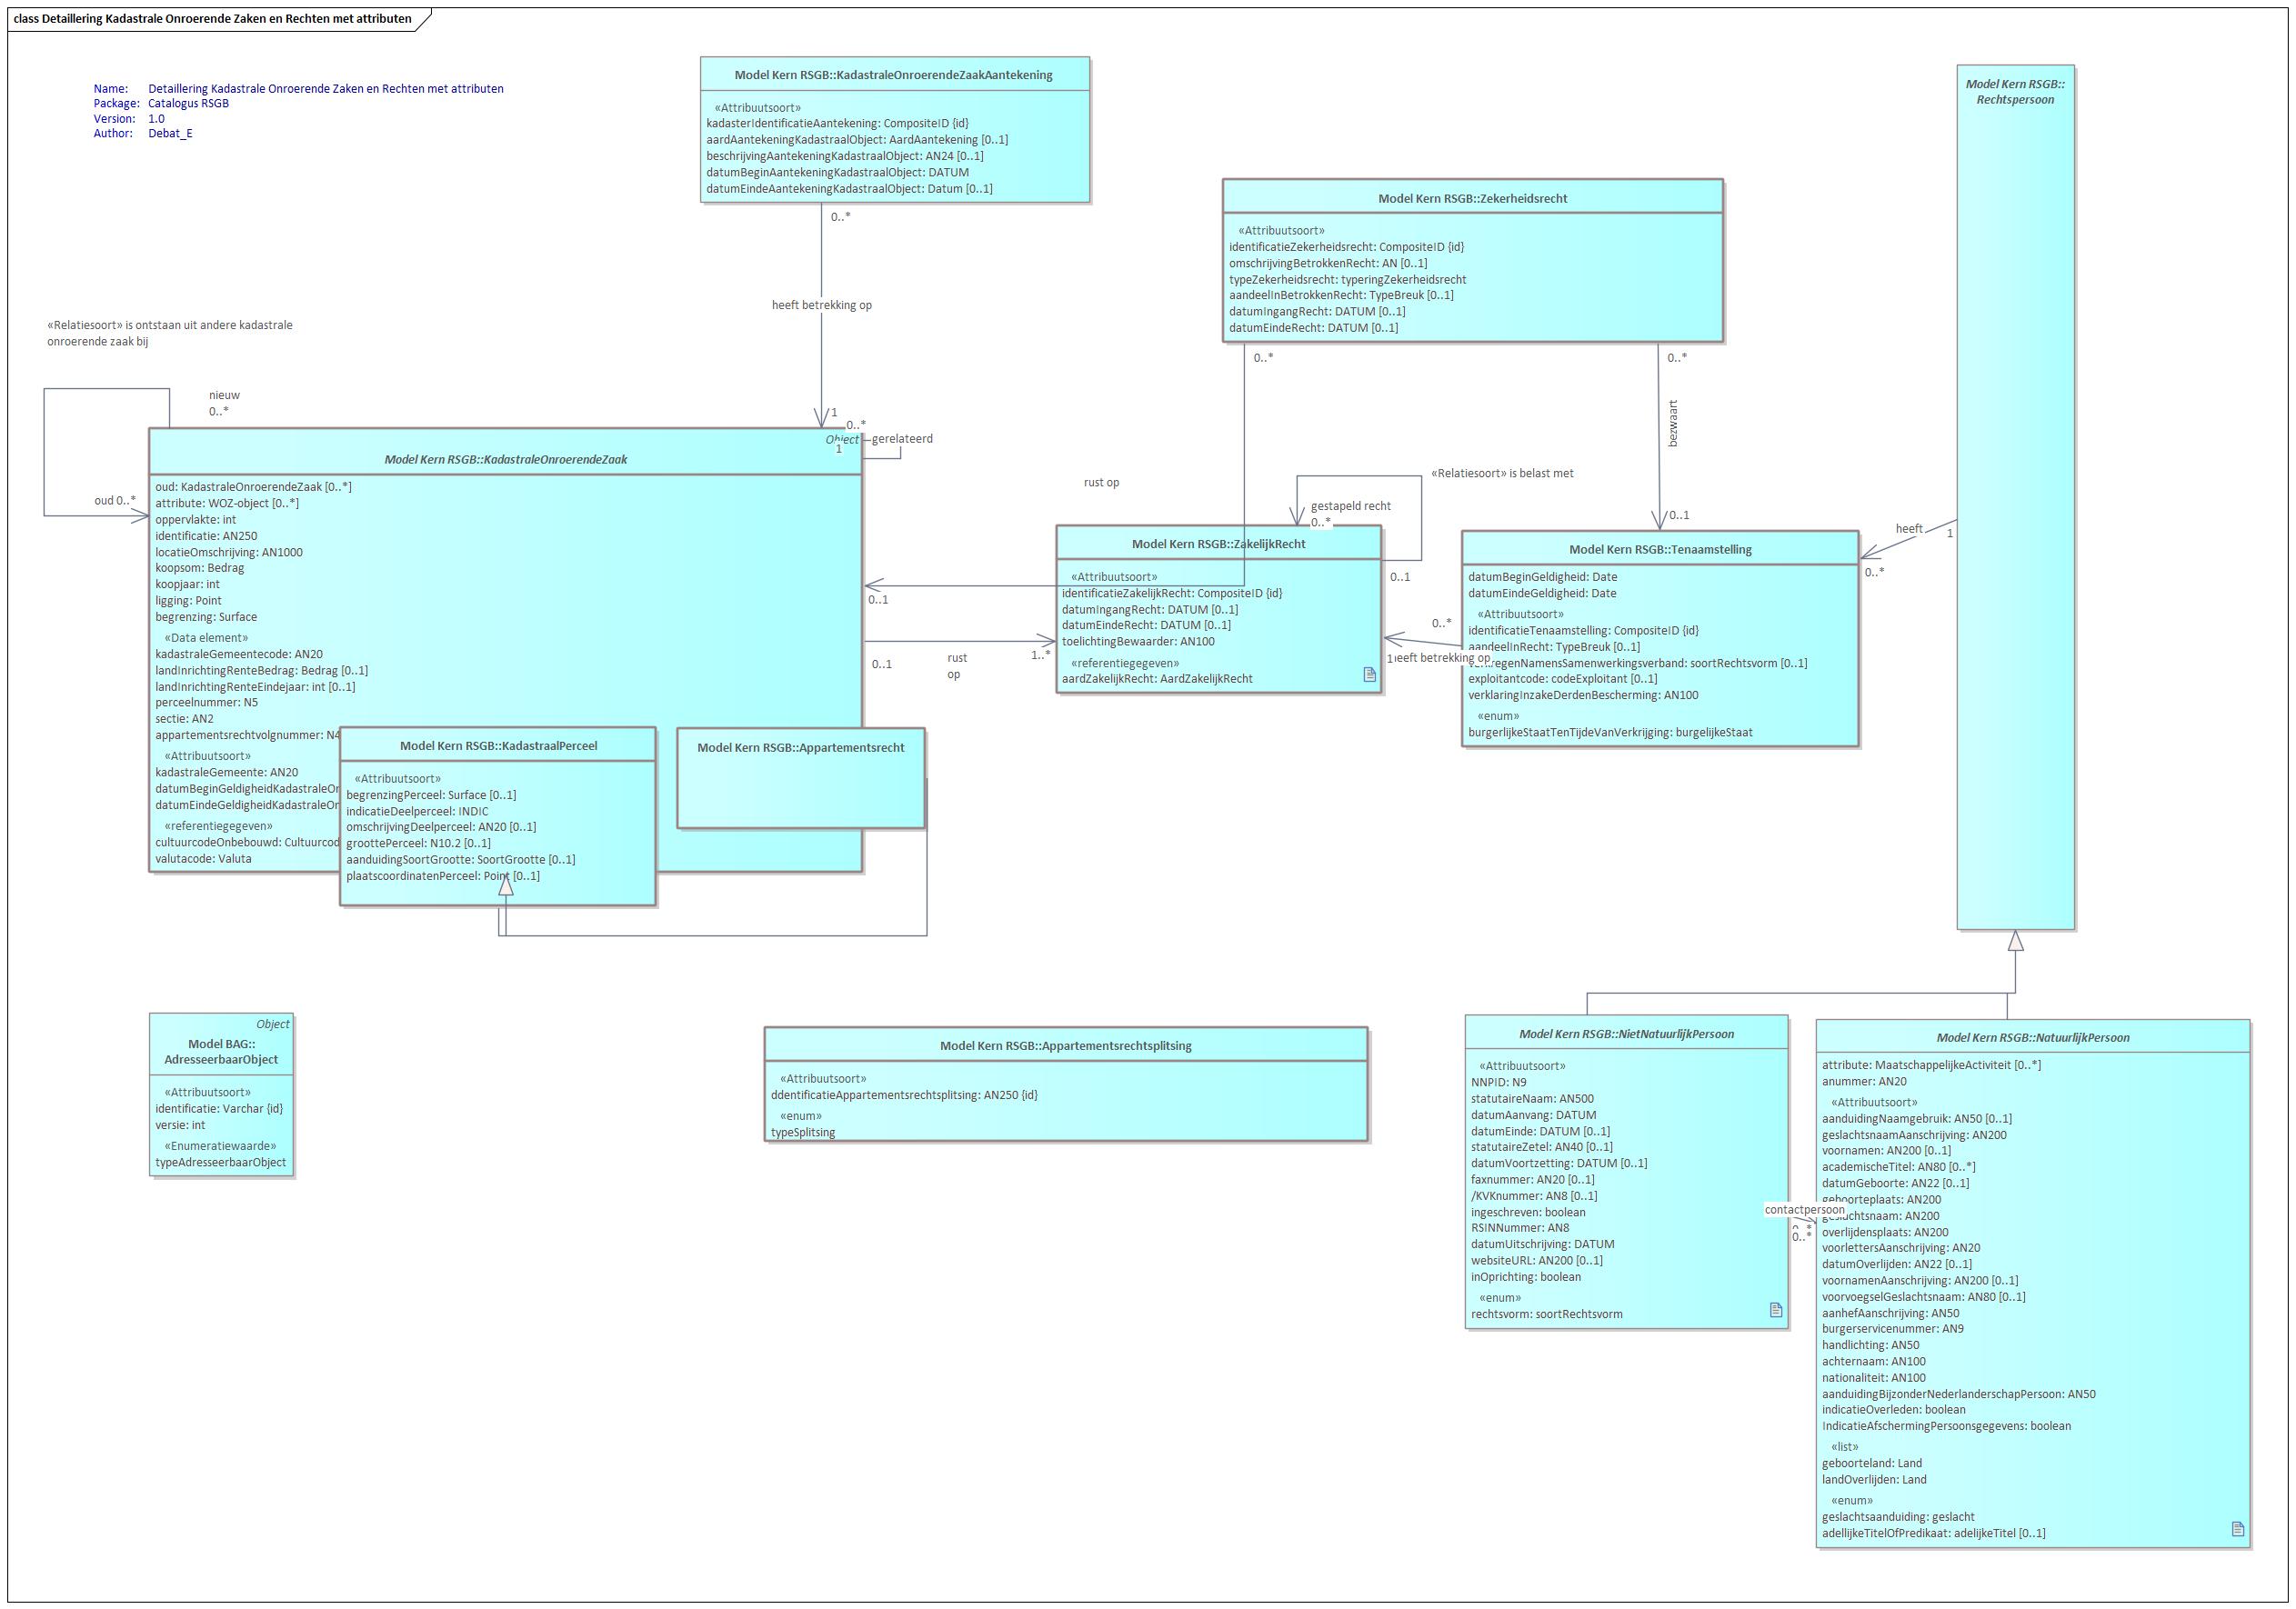 class Detaillering Kadastrale Onroerende Zaken en Rechten met attributen
Name: Detaillering Kadastrale Onroerende Zaken en Rechten met attributen
Package: Catalogus RSGB
Version: 1.0
Author: Debat_E
Model Kern RSGB::KadastraleOnroerendeZaakAantekening
«Attribuutsoort»
kadasterIdentificatieAantekening: CompositeID {id}
aardAantekeningKadastraalObject: AardAantekening [0..1]
beschrijvingAantekeningKadastraalObject: AN24 [0..1]
datumBeginAantekeningKadastraalObject: DATUM
datumEindeAantekeningKadastraalObject: Datum [0..1]
0..*
heeft betrekking op
1
Model Kern RSGB::
Rechtspersoon
Model Kern RSGB::Zekerheidsrecht
«Attribuutsoort»
identificatieZekerheidsrecht: CompositeID {id}
omschrijvingBetrokkenRecht: AN [0..1]
typeZekerheidsrecht: typeringZekerheidsrecht
aandeelInBetrokkenRecht: TypeBreuk [0..1]
datumIngangRecht: DATUM [0..1]
datumEindeRecht: DATUM [0..1]
0..*
0..*
bezwaart
0..1
rust op
0..1
«Relatiesoort» is ontstaan uit andere kadastrale
onroerende zaak bij
nieuw
0..*
oud 0..*
0..*
gerelateerd
1
Object
Model Kern RSGB::KadastraleOnroerendeZaak
oud: KadastraleOnroerendeZaak [0..*]
attribute: WOZ-object [0..*]
oppervlakte: int
identificatie: AN250
locatieOmschrijving: AN1000
koopsom: Bedrag
koopjaar: int
ligging: Point
begrenzing: Surface
«Data element»
kadastraleGemeentecode: AN20
landInrichtingRenteBedrag: Bedrag [0..1]
landInrichtingRenteEindejaar: int [0..1]
perceelnummer: N5
sectie: AN2
appartementsrechtvolgnummer: N4
«Attribuutsoort»
kadastraleGemeente: AN20
datumBeginGeldigheidKadastraleOn
datumEindeGeldigheidKadastraleOn
«referentiegegeven»
cultuurcodeOnbebouwd: Cultuurcod
valutacode: Valuta
Model Kern RSGB::KadastraalPerceel
«Attribuutsoort»
begrenzingPerceel: Surface [0..1]
indicatieDeelperceel: INDIC
omschrijvingDeelperceel: AN20 [0..1]
groottePerceel: N10.2 [0..1]
aanduidingSoortGrootte: SoortGrootte [0..1]
plaatscoordinatenPerceel: Point [0..1]
Model Kern RSGB::Appartementsrecht
0..1
rust
op
1..*
«Relatiesoort» is belast met
gestapeld recht
0..*
0..1
Model Kern RSGB::ZakelijkRecht
«Attribuutsoort»
identificatieZakelijkRecht: CompositeID {id}
datumIngangRecht: DATUM [0..1]
datumEindeRecht: DATUM [0..1]
toelichtingBewaarder: AN100
«referentiegegeven»
aardZakelijkRecht: AardZakelijkRecht
0..*
1
heeft betrekking op
heeft
1
0..*
Model Kern RSGB::Tenaamstelling
datumBeginGeldigheid: Date
datumEindeGeldigheid: Date
«Attribuutsoort»
identificatieTenaamstelling: CompositeID {id}
aandeelInRecht: TypeBreuk [0..1]
regenNamensSamenwerkingsverband: soortRechtsvorm [0..1]
exploitantcode: codeExploitant [0..1]
verklaringInzakeDerdenBescherming: AN100
«enum»
burgerlijkeStaatTenTijdeVanVerkrijging: burgelijkeStaat
Object
Model BAG::
AdresseerbaarObject
«Attribuutsoort»
identificatie: Varchar {id}
versie: int
«Enumeratiewaarde»
typeAdresseerbaarObject
Model Kern RSGB::Appartementsrechtsplitsing
«Attribuutsoort»
ddentificatieAppartementsrechtsplitsing: AN250 {id}
«enum»
typeSplitsing
Model Kern RSGB::NietNatuurlijkPersoon
«Attribuutsoort»
NNPID: N9
statutaireNaam: AN500
datumAanvang: DATUM
datumEinde: DATUM [0..1]
statutaireZetel: AN40 [0..1]
datumVoortzetting: DATUM [0..1]
faxnummer: AN20 [0..1]
/KVKnummer: AN8 [0..1]
ingeschreven: boolean
RSINNummer: AN8
datumUitschrijving: DATUM
websiteURL: AN200 [0..1]
inOprichting: boolean
«enum»
rechtsvorm: soortRechtsvorm
contactpersoon
0..*
0..*
Model Kern RSGB::NatuurlijkPersoon
attribute: MaatschappelijkeActiviteit [0..*]
anummer: AN20
«Attribuutsoort»
aanduidingNaamgebruik: AN50 [0..1]
geslachtsnaamAanschrijving: AN200
voornamen: AN200 [0..1]
academischeTitel: AN80 [0..*]
datumGeboorte: AN22 [0..1]
geboorteplaats: AN200
geslachtsnaam: AN200
overlijdensplaats: AN200
voorlettersAanschrijving: AN20
datumOverlijden: AN22 [0..1]
voornamenAanschrijving: AN200 [0..1]
voorvoegselGeslachtsnaam: AN80 [0..1]
aanhefAanschrijving: AN50
burgerservicenummer: AN9
handlichting: AN50
achternaam: AN100
nationaliteit: AN100
aanduidingBijzonderNederlanderschapPersoon: AN50
indicatieOverleden: boolean
IndicatieAfschermingPersoonsgegevens: boolean
«list»
geboorteland: Land
landOverlijden: Land
«enum»
geslachtsaanduiding: geslacht
adellijkeTitelOfPredikaat: adelijkeTitel [0..1]